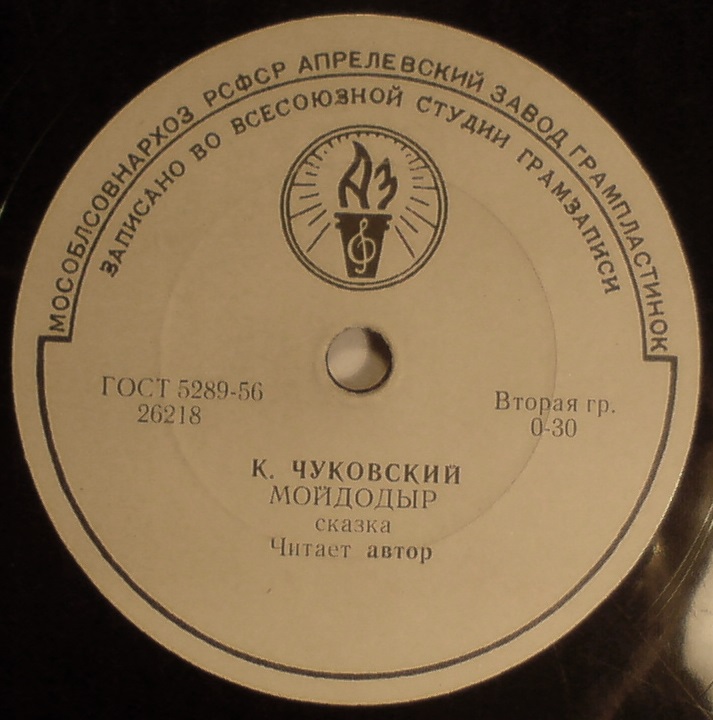 МОСОБЛСОВНАРХОЗ РСФСР АПРЕЛЕВСКИЙ ЗАВОД ГРАМПЛАСТИНОК
ЗАПИСАНО ВО ВСЕСОЮЗНОЙ СТУДИИ ГРАМЗАПИСИ
АЗ
ГОСТ 5289-56
26218
Вторая гр.
0-30
К. ЧУКОВСКИЙ
МОЙДОДЫР
сказка
Читает автор